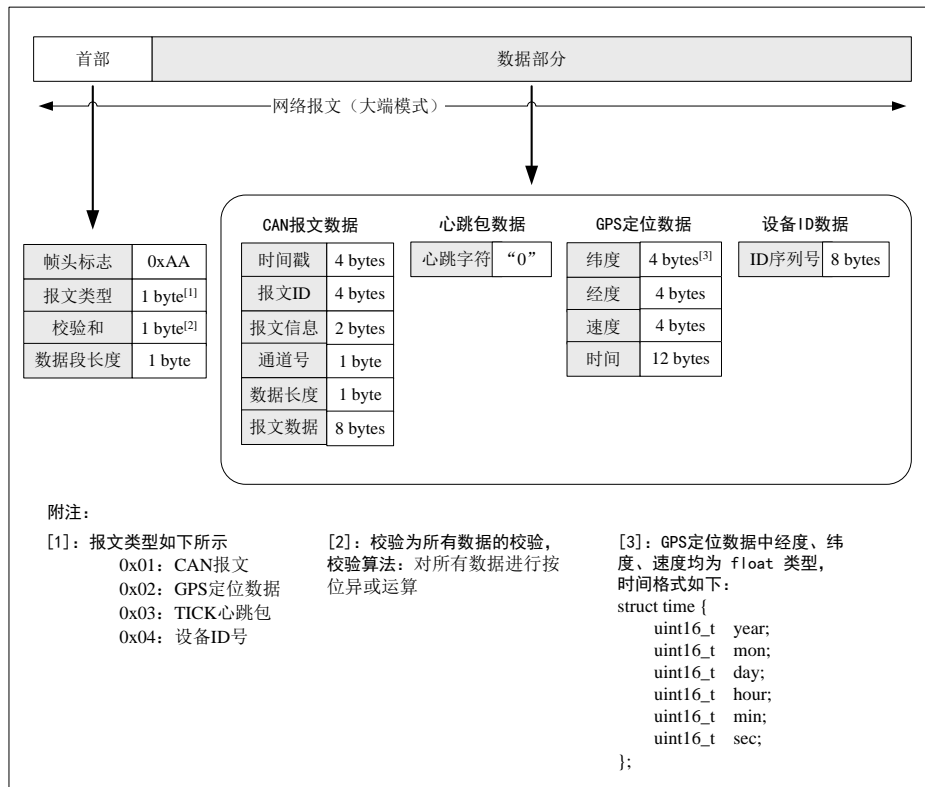 首部 数据部分
网络报文（大端模式）
帧头标志 0xAA
报文类型 1 byte[1]
校验和 1 byte[2]
数据段长度 1 byte
CAN报文数据
时间戳 4 bytes
报文ID 4 bytes
报文信息 2 bytes
通道号 1 byte
数据长度 1 byte
报文数据 8 bytes
心跳包数据
心跳字符 “0”
GPS定位数据
纬度 4 bytes[3]
经度 4 bytes
速度 4 bytes
时间 12 bytes
设备ID数据
ID序列号 8 bytes
附注：
[1]：报文类型如下所示
0x01：CAN报文
0x02：GPS定位数据
0x03：TICK心跳包
0x04：设备ID号
[2]：校验为所有数据的校验，
校验算法：对所有数据进行按
位异或运算
[3]：GPS定位数据中经度、纬
度、速度均为 float 类型，
时间格式如下：
struct time {
uint16_t year;
uint16_t mon;
uint16_t day;
uint16_t hour;
uint16_t min;
uint16_t sec;
};